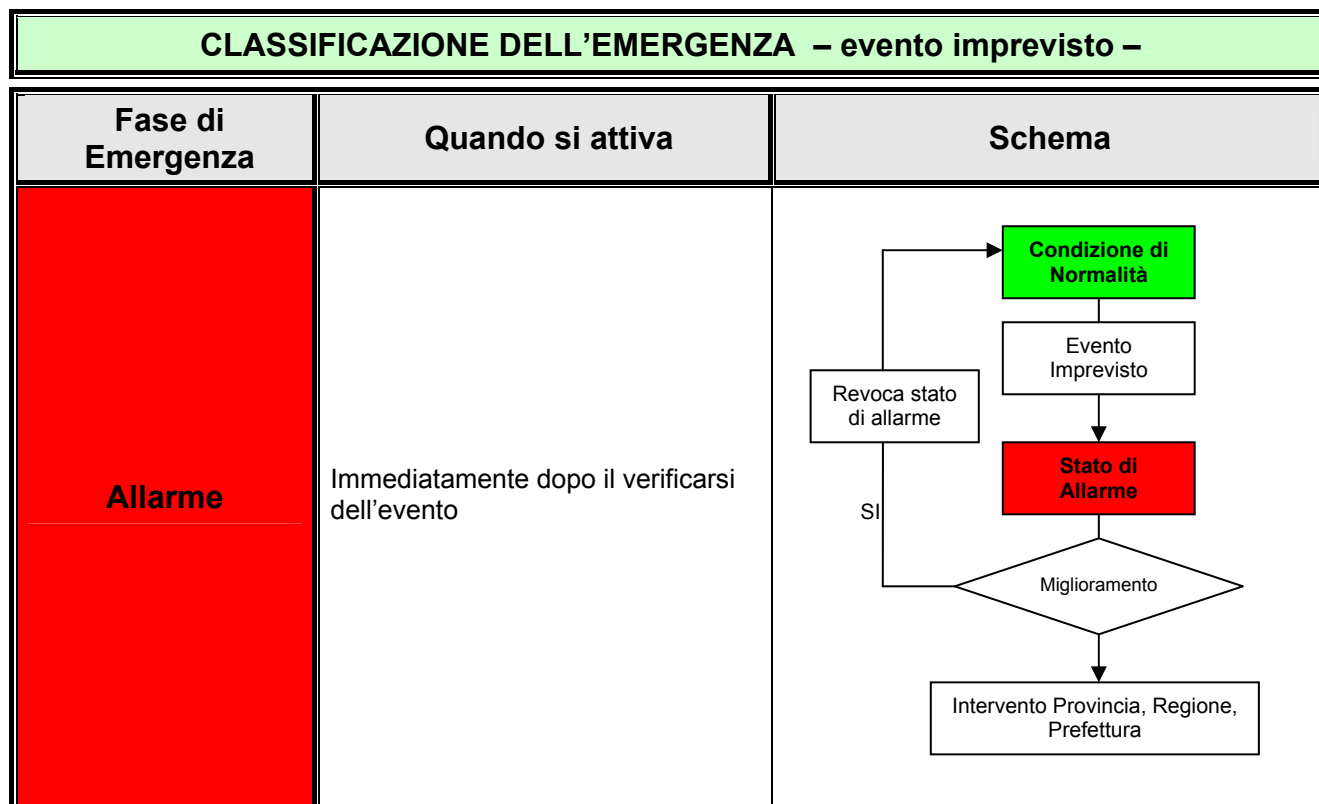 CLASSIFICAZIONE DELL’EMERGENZA – evento imprevisto –
Fase di
Emergenza
Quando si attiva
Schema
Allarme
Immediatamente dopo il verificarsi
dell’evento
Condizione di
Normalità
Evento
Imprevisto
Revoca stato
di allarme
Stato di
Allarme
SI
Miglioramento
Intervento Provincia, Regione,
Prefettura